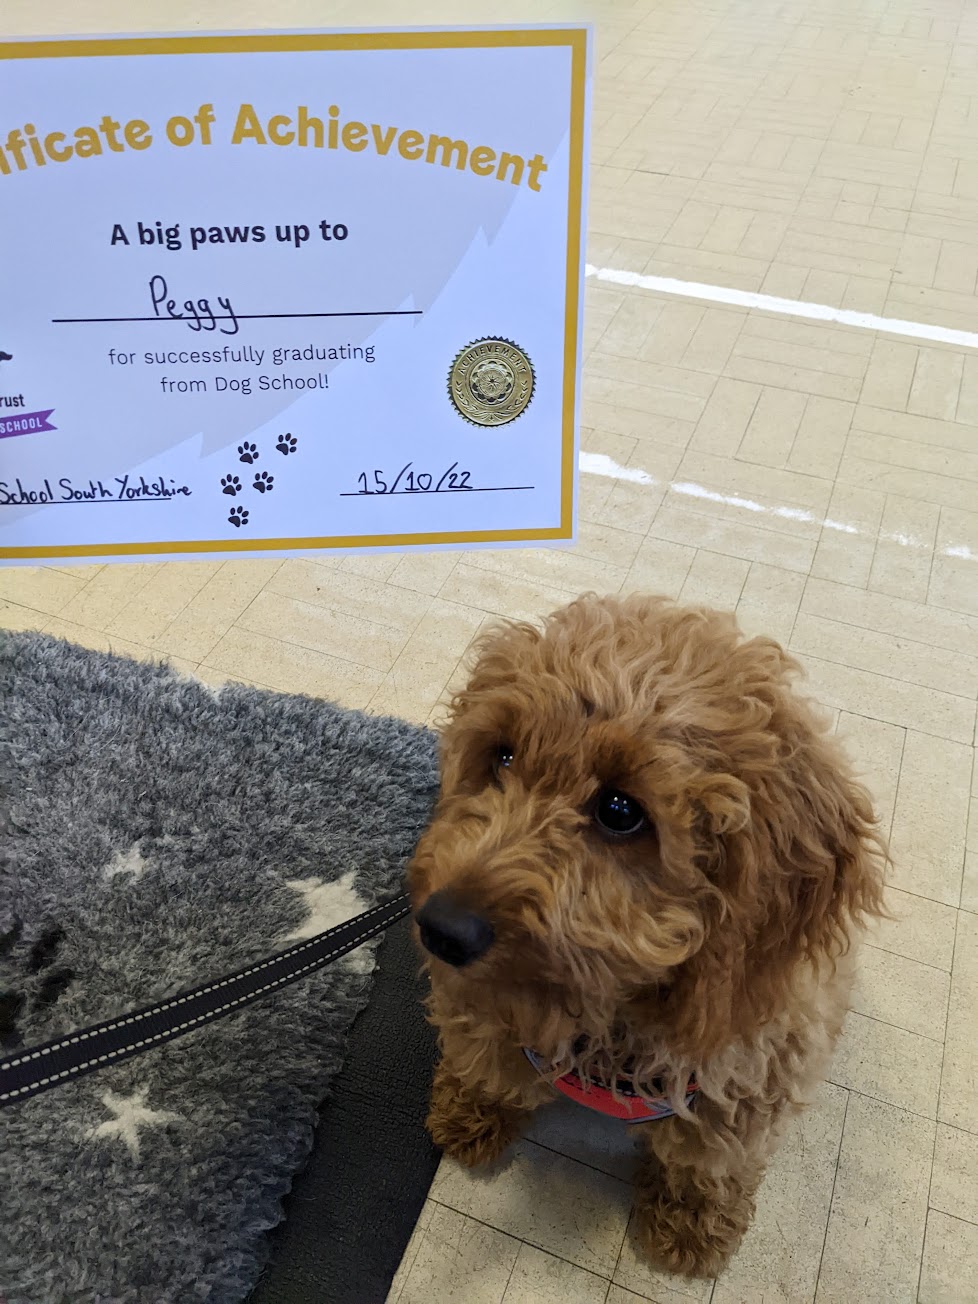 ificate of Achievement
A big paws up to
Peggy
for successfully graduating
from Dog School!
ACHIEVEMENT
rust
SCHOOL
School South Yorkshire
15/10/22